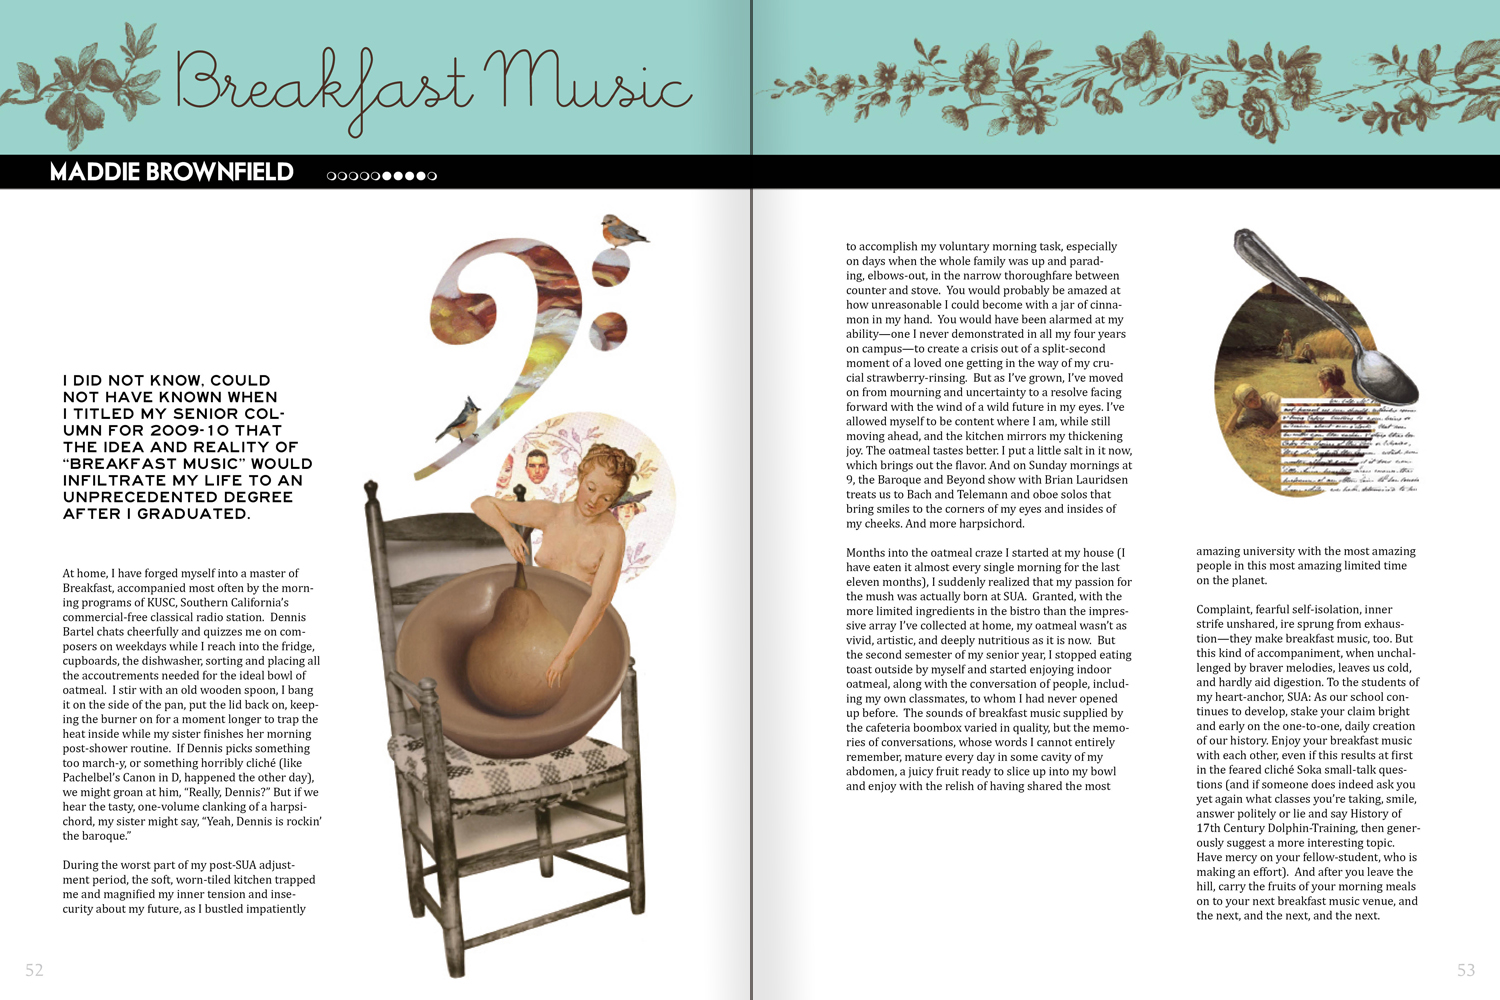 Breakfast Music
MADDIE BROWNFIELD
I DID NOT KNOW, COULD
NOT HAVE KNOWN WHEN
I TITLED MY SENIOR COL-
UMN FOR 2009-10 THAT
THE IDEA AND REALITY OF
“BREAKFAST MUSIC” WOULD
INFILTRATE MY LIFE TO AN
UNPRECEDENTED DEGREE
AFTER I GRADUATED.
At home, I have forged myself into a master of
Breakfast, accompanied most often by the morn-
ing programs of KUSC, Southern California’s
commercial-free classical radio station.  Dennis
Bartel chats cheerfully and quizzes me on com-
posers on weekdays while I reach into the fridge,
cupboards, the dishwasher, sorting and placing all
the accoutrements needed for the ideal bowl of
oatmeal.  I stir with an old wooden spoon, I bang
it on the side of the pan, put the lid back on, keep-
ing the burner on for a moment longer to trap the
heat inside while my sister finishes her morning
post-shower routine.  If Dennis picks something
too march-y, or something horribly cliché (like
Pachelbel’s Canon in D, happened the other day),
we might groan at him, “Really, Dennis?” But if we
hear the tasty, one-volume clanking of a harpsi-
chord, my sister might say, “Yeah, Dennis is rockin’
the baroque.”
During the worst part of my post-SUA adjust-
ment period, the soft, worn-tiled kitchen trapped
me and magnified my inner tension and inse-
curity about my future, as I bustled impatiently
52
to accomplish my voluntary morning task, especially
on days when the whole family was up and parad-
ing, elbows-out, in the narrow thoroughfare between
counter and stove.  You would probably be amazed at
how unreasonable I could become with a jar of cinna-
mon in my hand.  You would have been alarmed at my
ability—one I never demonstrated in all my four years
on campus—to create a crisis out of a split-second
moment of a loved one getting in the way of my cru-
cial strawberry-rinsing.  But as I’ve grown, I’ve moved
on from mourning and uncertainty to a resolve facing
forward with the wind of a wild future in my eyes. I’ve
allowed myself to be content where I am, while still
moving ahead, and the kitchen mirrors my thickening
joy. The oatmeal tastes better. I put a little salt in it now,
which brings out the flavor. And on Sunday mornings at
9, the Baroque and Beyond show with Brian Lauridsen
treats us to Bach and Telemann and oboe solos that
bring smiles to the corners of my eyes and insides of
my cheeks. And more harpsichord.
Months into the oatmeal craze I started at my house (I
have eaten it almost every single morning for the last
eleven months), I suddenly realized that my passion for
the mush was actually born at SUA.  Granted, with the
more limited ingredients in the bistro than the impres-
sive array I’ve collected at home, my oatmeal wasn’t as
vivid, artistic, and deeply nutritious as it is now.  But
the second semester of my senior year, I stopped eating
toast outside by myself and started enjoying indoor
oatmeal, along with the conversation of people, includ-
ing my own classmates, to whom I had never opened
up before.  The sounds of breakfast music supplied by
the cafeteria boombox varied in quality, but the memo-
ries of conversations, whose words I cannot entirely
remember, mature every day in some cavity of my
abdomen, a juicy fruit ready to slice up into my bowl
and enjoy with the relish of having shared the most
amazing university with the most amazing
people in this most amazing limited time
on the planet.
Complaint, fearful self-isolation, inner
strife unshared, ire sprung from exhaus-
tion—they make breakfast music, too. But
this kind of accompaniment, when unchal-
lenged by braver melodies, leaves us cold,
and hardly aid digestion. To the students of
my heart-anchor, SUA: As our school con-
tinues to develop, stake your claim bright
and early on the one-to-one, daily creation
of our history. Enjoy your breakfast music
with each other, even if this results at first
in the feared cliché Soka small-talk ques-
tions (and if someone does indeed ask you
yet again what classes you’re taking, smile,
answer politely or lie and say History of
17th Century Dolphin-Training, then gener-
ously suggest a more interesting topic.
Have mercy on your fellow-student, who is
making an effort).  And after you leave the
hill, carry the fruits of your morning meals
on to your next breakfast music venue, and
the next, and the next, and the next.
53